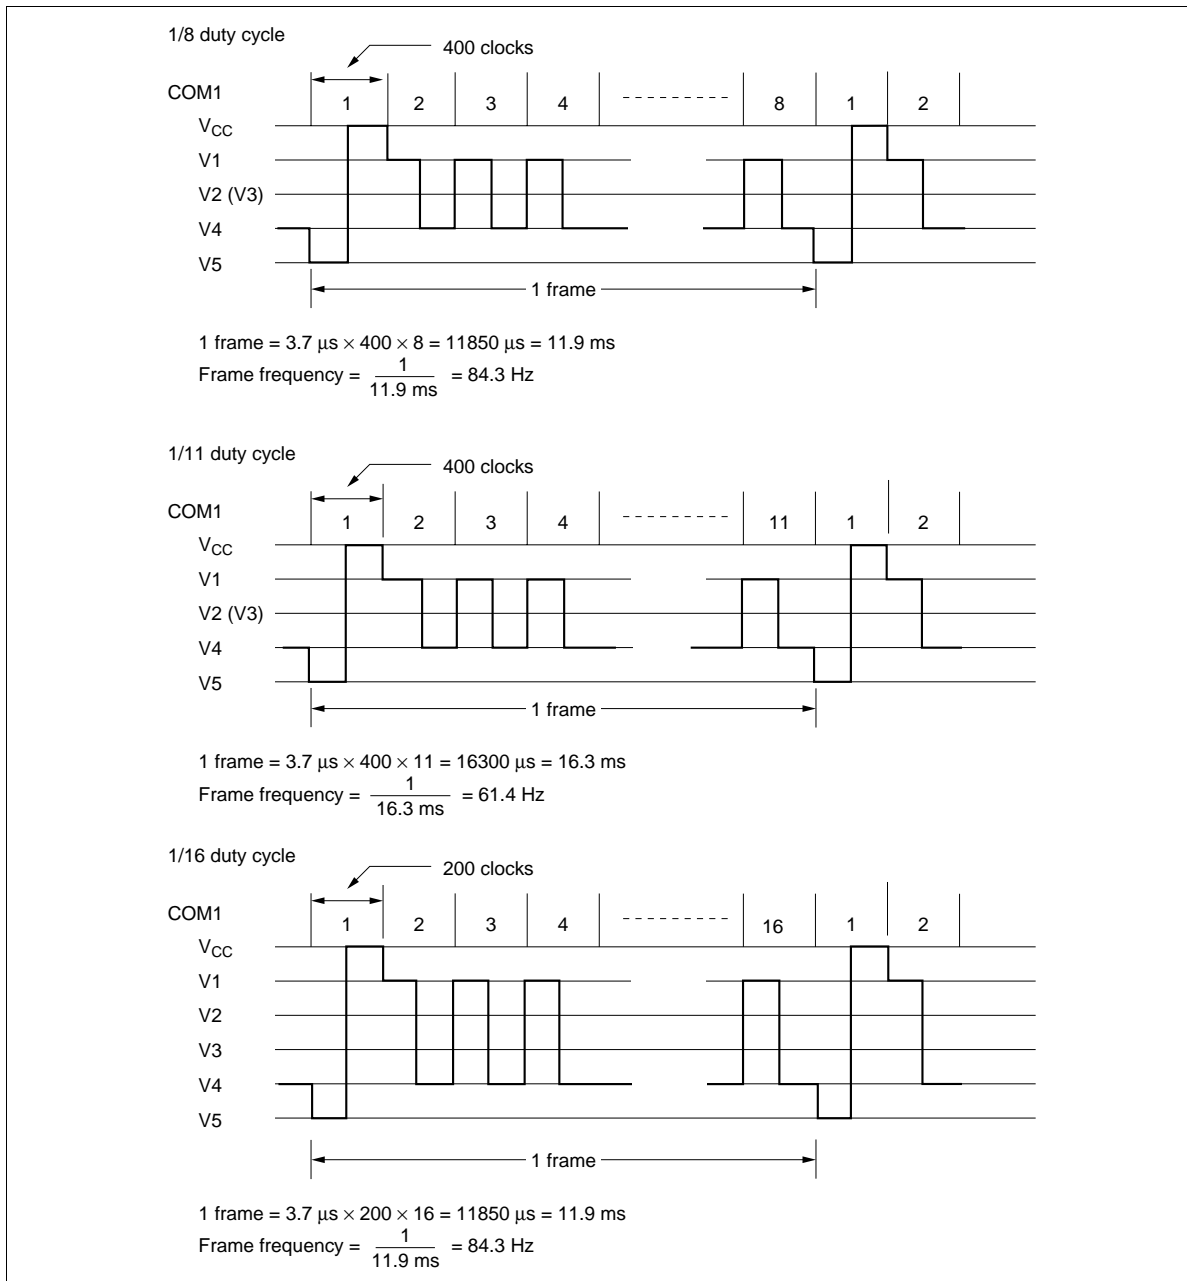 1/8 duty cycle
400 clocks
COM1
1 2 3 4 8 1 2
VCC
V1
V2 (V3)
V4
V5
1 frame
1 frame = 3.7 μs × 400 × 8 = 11850 μs = 11.9 ms
Frame frequency = 1 / 11.9 ms = 84.3 Hz
1/11 duty cycle
400 clocks
COM1
1 2 3 4 11 1 2
VCC
V1
V2 (V3)
V4
V5
1 frame
1 frame = 3.7 μs × 400 × 11 = 16300 μs = 16.3 ms
Frame frequency = 1 / 16.3 ms = 61.4 Hz
1/16 duty cycle
200 clocks
COM1
1 2 3 4 16 1 2
VCC
V1
V2
V3
V4
V5
1 frame
1 frame = 3.7 μs × 200 × 16 = 11850 μs = 11.9 ms
Frame frequency = 1 / 11.9 ms = 84.3 Hz